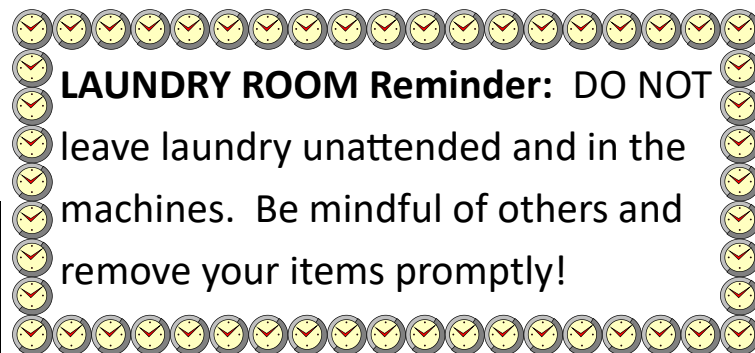 LAUNDRY ROOM Reminder:  DO NOT
leave laundry unattended and in the
machines.  Be mindful of others and
remove your items promptly!